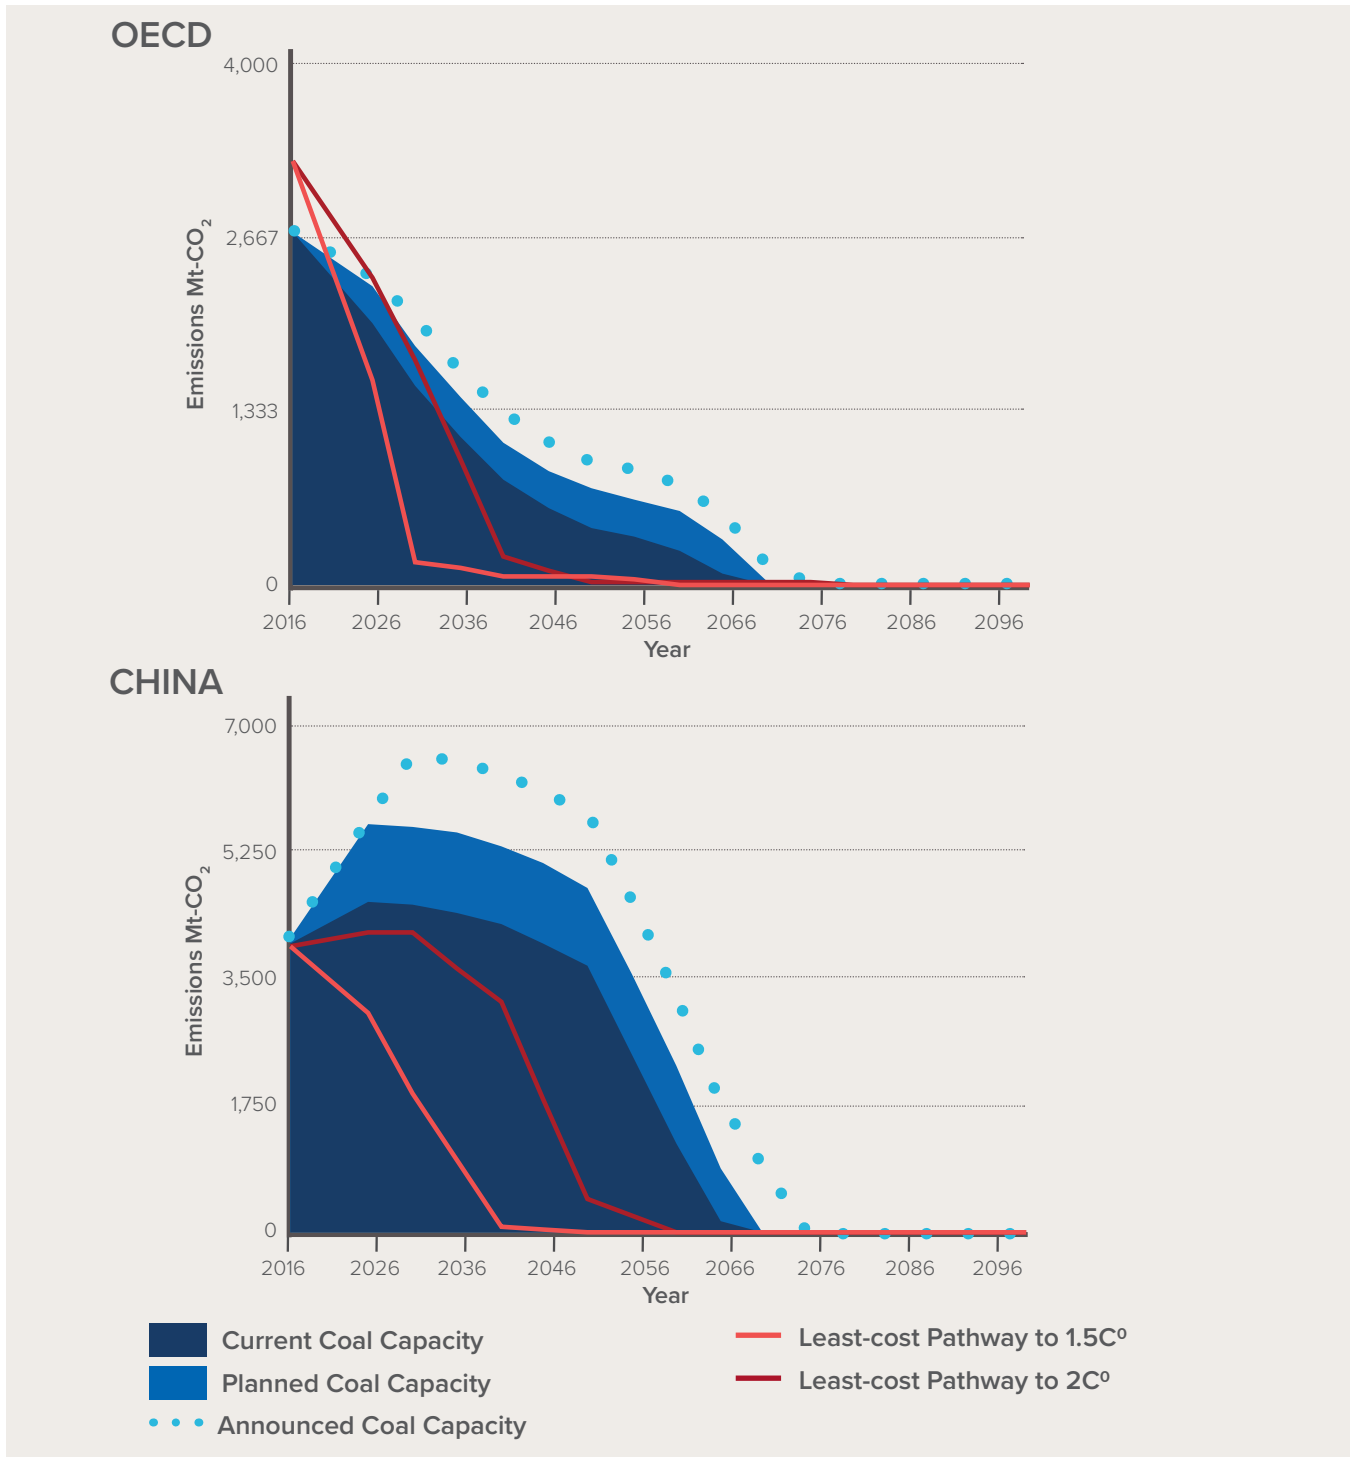 OECD
4,000
2,667
1,333
0
Emissions Mt-CO₂
2016 2026 2036 2046 2056 2066 2076 2086 2096
Year
CHINA
7,000
5,250
3,500
1,750
0
Emissions Mt-CO₂
2016 2026 2036 2046 2056 2066 2076 2086 2096
Year
Current Coal Capacity
Planned Coal Capacity
Announced Coal Capacity
Least-cost Pathway to 1.5Cº
Least-cost Pathway to 2Cº